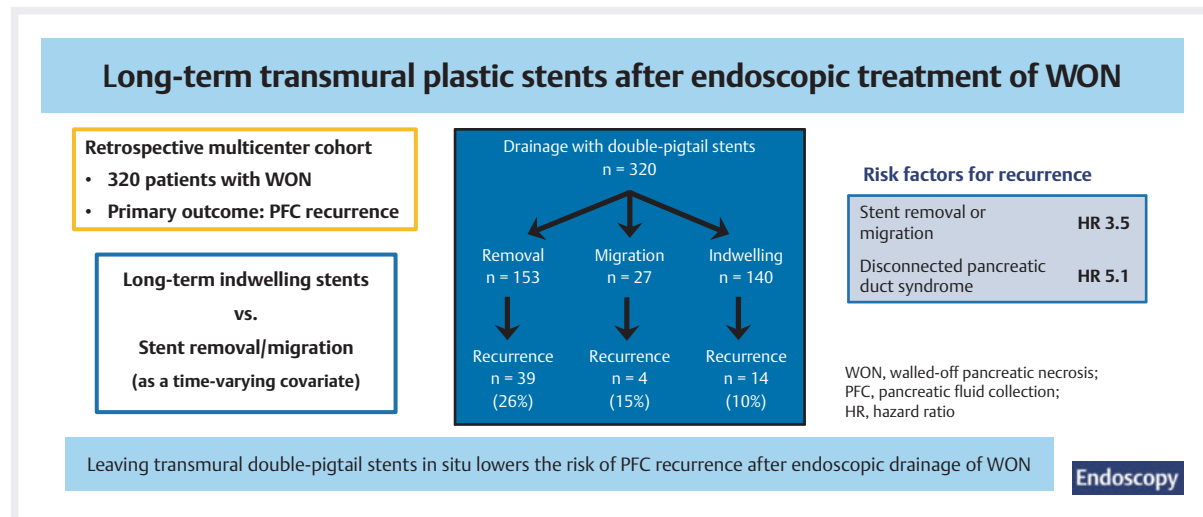 Long-term transmural plastic stents after endoscopic treatment of WON
Retrospective multicenter cohort
• 320 patients with WON
• Primary outcome: PFC recurrence
Long-term indwelling stents
vs.
Stent removal/migration
(as a time-varying covariate)
Drainage with double-pigtail stents
n = 320
Removal
n = 153
Migration
n = 27
Indwelling
n = 140
Recurrence
n = 39
(26%)
Recurrence
n = 4
(15%)
Recurrence
n = 14
(10%)
Risk factors for recurrence
Stent removal or
migration
HR 3.5
Disconnected pancreatic
duct syndrome
HR 5.1
WON, walled-off pancreatic necrosis;
PFC, pancreatic fluid collection;
HR, hazard ratio
Leaving transmural double-pigtail stents in situ lowers the risk of PFC recurrence after endoscopic drainage of WON
Endoscopy